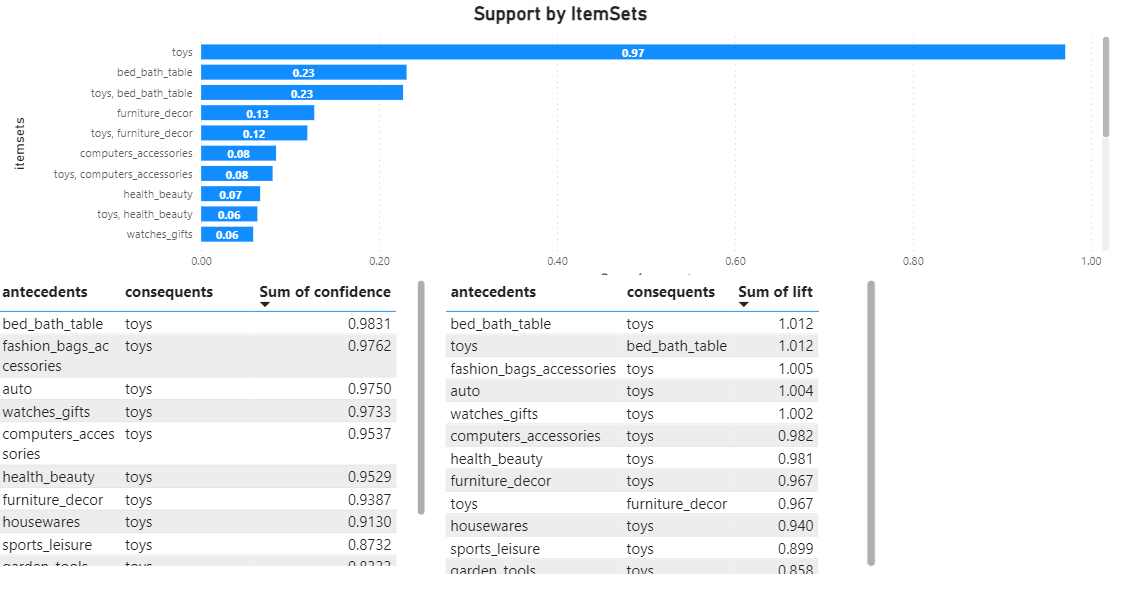 Support by ItemSets
itemsets
toys 0.97
bed_bath_table 0.23
toys, bed_bath_table 0.23
furniture_decor 0.13
toys, furniture_decor 0.12
computers_accessories 0.08
toys, computers_accessories 0.08
health_beauty 0.07
toys, health_beauty 0.06
watches_gifts 0.06
0.00 0.20 0.40 0.60 0.80 1.00
antecedents consequents Sum of confidence
bed_bath_table toys 0.9831
fashion_bags_ac toys 0.9762
cessories
auto toys 0.9750
watches_gifts toys 0.9733
computers_acces toys 0.9537
sories
health_beauty toys 0.9529
furniture_decor toys 0.9387
housewares toys 0.9130
sports_leisure toys 0.8732
garden_tools toys
antecedents consequents Sum of lift
bed_bath_table toys 1.012
toys bed_bath_table 1.012
fashion_bags_accessories toys 1.005
auto toys 1.004
watches_gifts toys 1.002
computers_accessories toys 0.982
health_beauty toys 0.981
furniture_decor toys 0.967
toys furniture_decor 0.967
housewares toys 0.940
sports_leisure toys 0.899
garden_tools toys 0.858